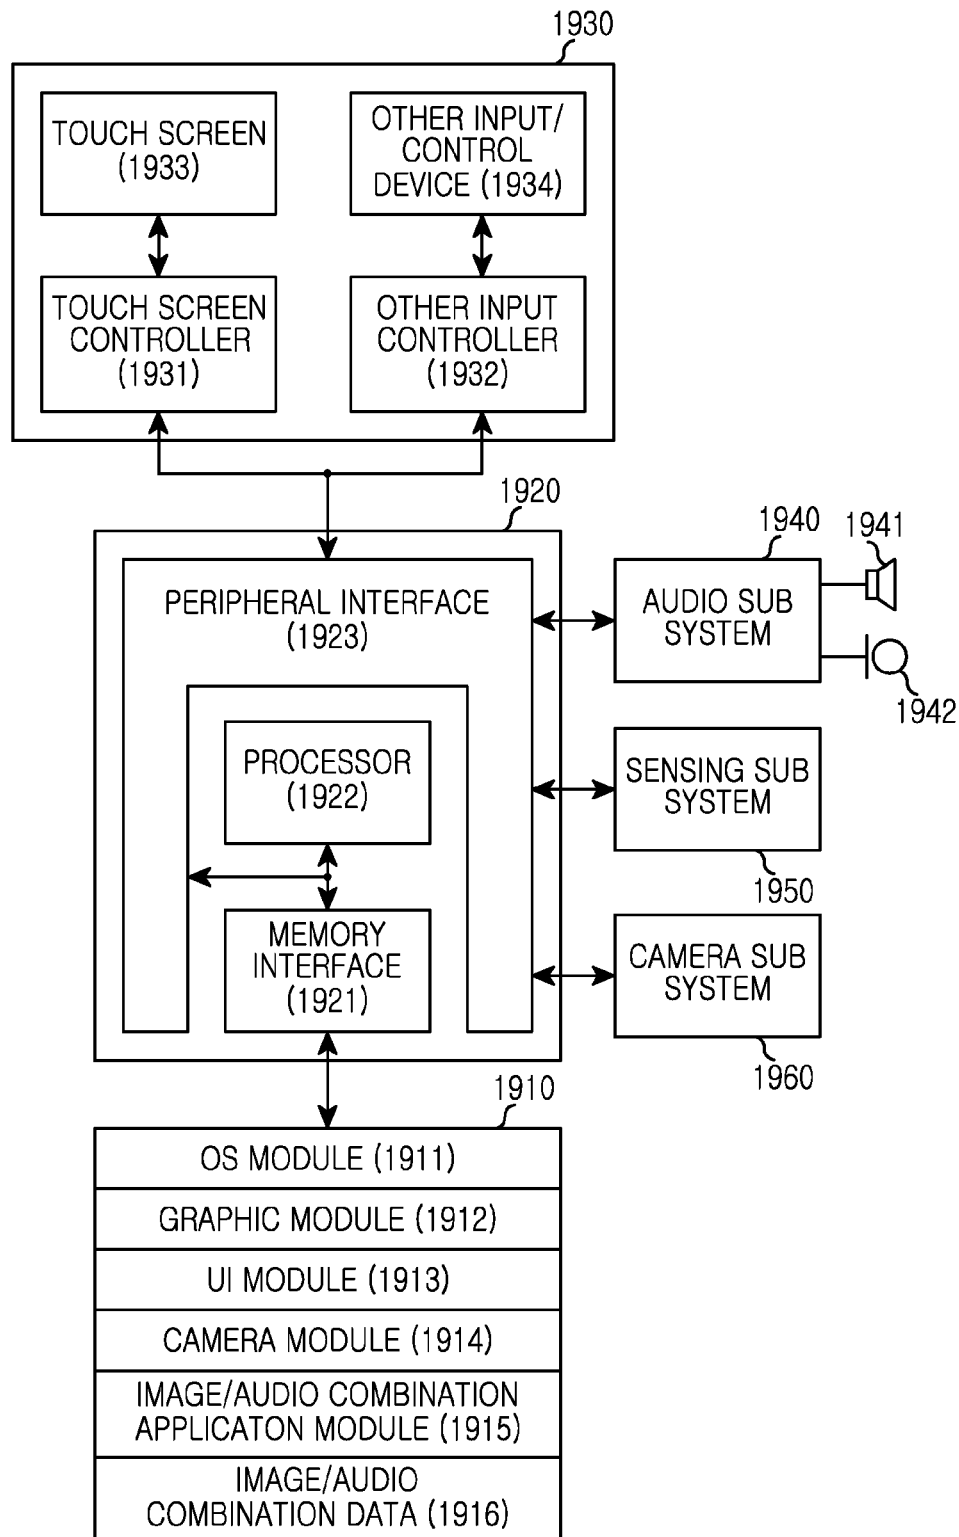 1930
TOUCH SCREEN
(1933)
OTHER INPUT/
CONTROL
DEVICE (1934)
TOUCH SCREEN
CONTROLLER
(1931)
OTHER INPUT
CONTROLLER
(1932)
1920
PERIPHERAL INTERFACE
(1923)
1940
AUDIO SUB
SYSTEM
1941
1942
PROCESSOR
(1922)
SENSING SUB
SYSTEM
1950
MEMORY
INTERFACE
(1921)
CAMERA SUB
SYSTEM
1960
1910
OS MODULE (1911)
GRAPHIC MODULE (1912)
UI MODULE (1913)
CAMERA MODULE (1914)
IMAGE/AUDIO COMBINATION
APPLICATON MODULE (1915)
IMAGE/AUDIO
COMBINATION DATA (1916)